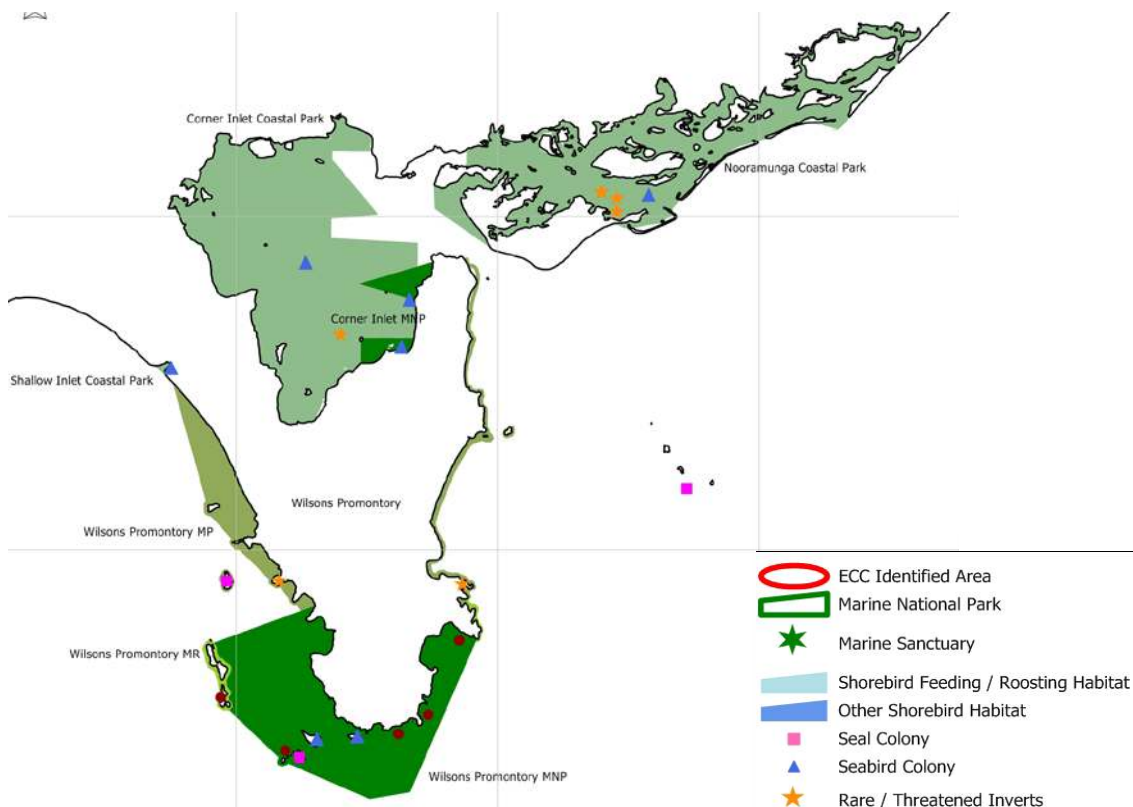 Corner Inlet Coastal Park
Nooramunga Coastal Park
Corner Inlet MNP
Shallow Inlet Coastal Park
Wilsons Promontory
Wilsons Promontory MP
Wilsons Promontory MR
Wilsons Promontory MNP
ECC Identified Area
Marine National Park
Marine Sanctuary
Shorebird Feeding / Roosting Habitat
Other Shorebird Habitat
Seal Colony
Seabird Colony
Rare / Threatened Inverts